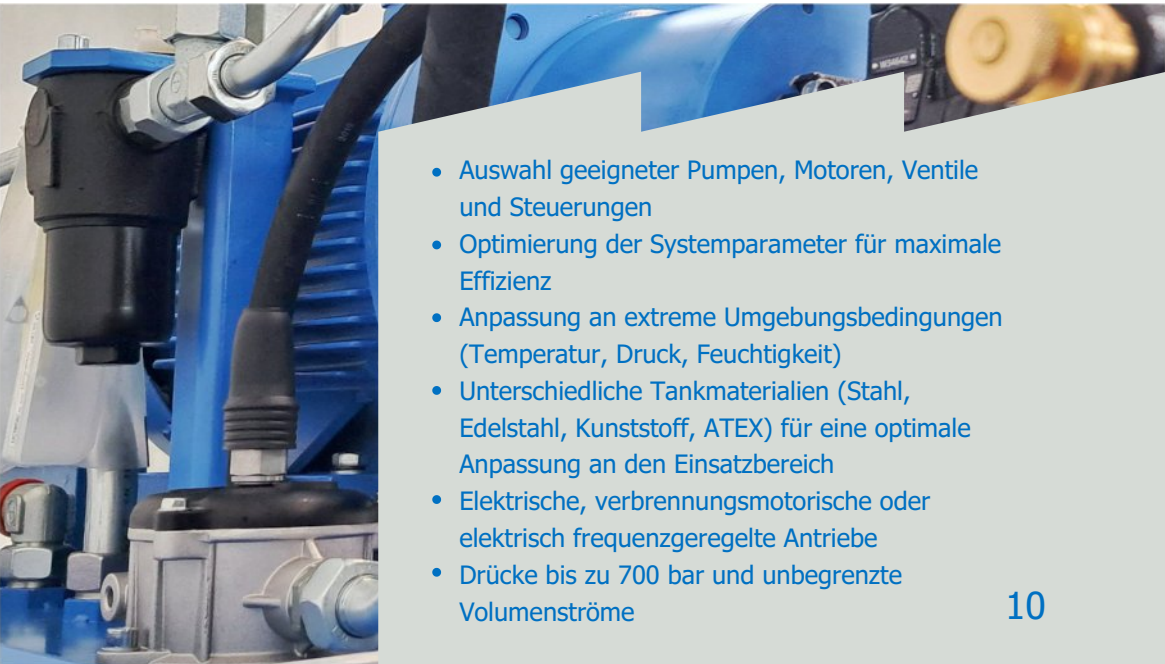 W34642
• Auswahl geeigneter Pumpen, Motoren, Ventile
und Steuerungen
• Optimierung der Systemparameter für maximale
Effizienz
• Anpassung an extreme Umgebungsbedingungen
(Temperatur, Druck, Feuchtigkeit)
• Unterschiedliche Tankmaterialien (Stahl,
Edelstahl, Kunststoff, ATEX) für eine optimale
Anpassung an den Einsatzbereich
• Elektrische, verbrennungsmotorische oder
elektrisch frequenzgeregelte Antriebe
• Drücke bis zu 700 bar und unbegrenzte
Volumenströme
10